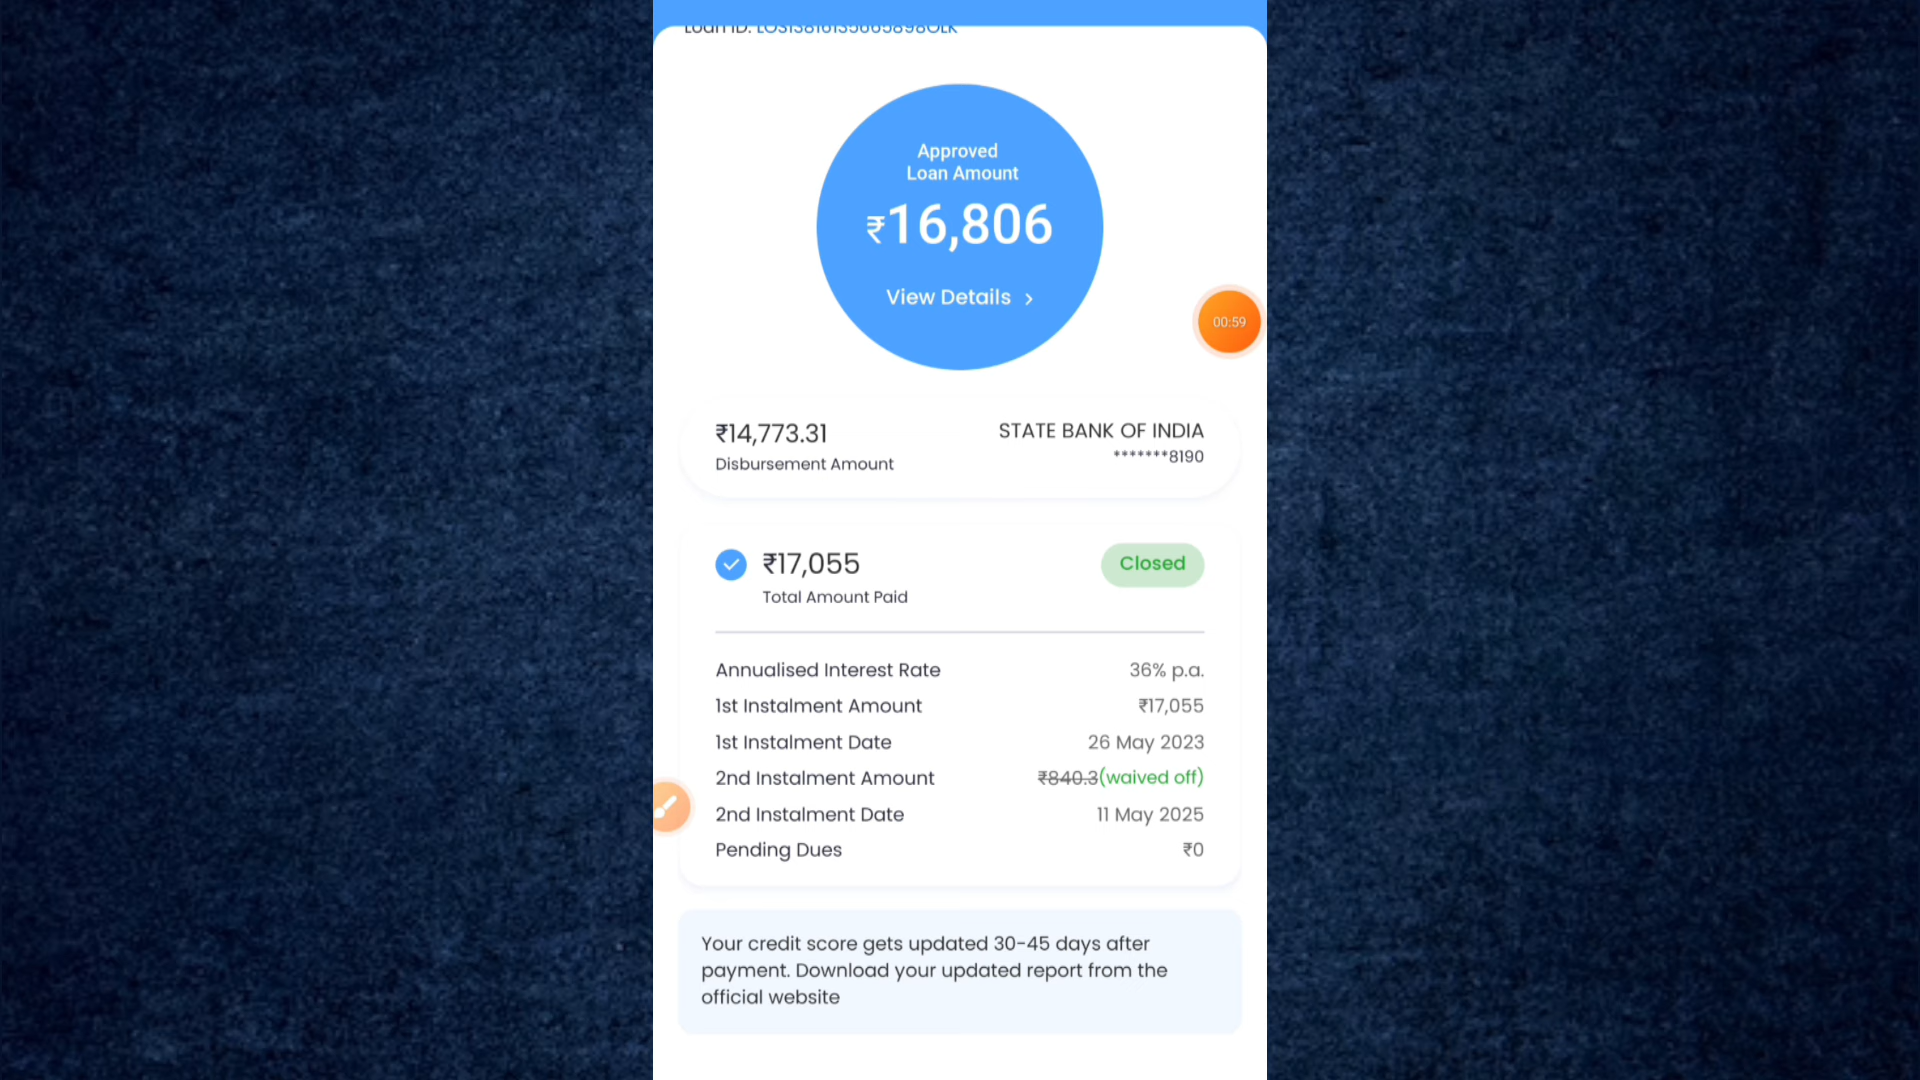 Loan ID:
Approved
Loan Amount
₹16,806
View Details >
00:59
₹14,773.31
Disbursement Amount
STATE BANK OF INDIA
*******8190
₹17,055
Total Amount Paid
Closed
Annualised Interest Rate 36% p.a.
1st Instalment Amount ₹17,055
1st Instalment Date 26 May 2023
2nd Instalment Amount ₹840.3(waived off)
2nd Instalment Date 11 May 2025
Pending Dues ₹0
Your credit score gets updated 30-45 days after
payment. Download your updated report from the
official website